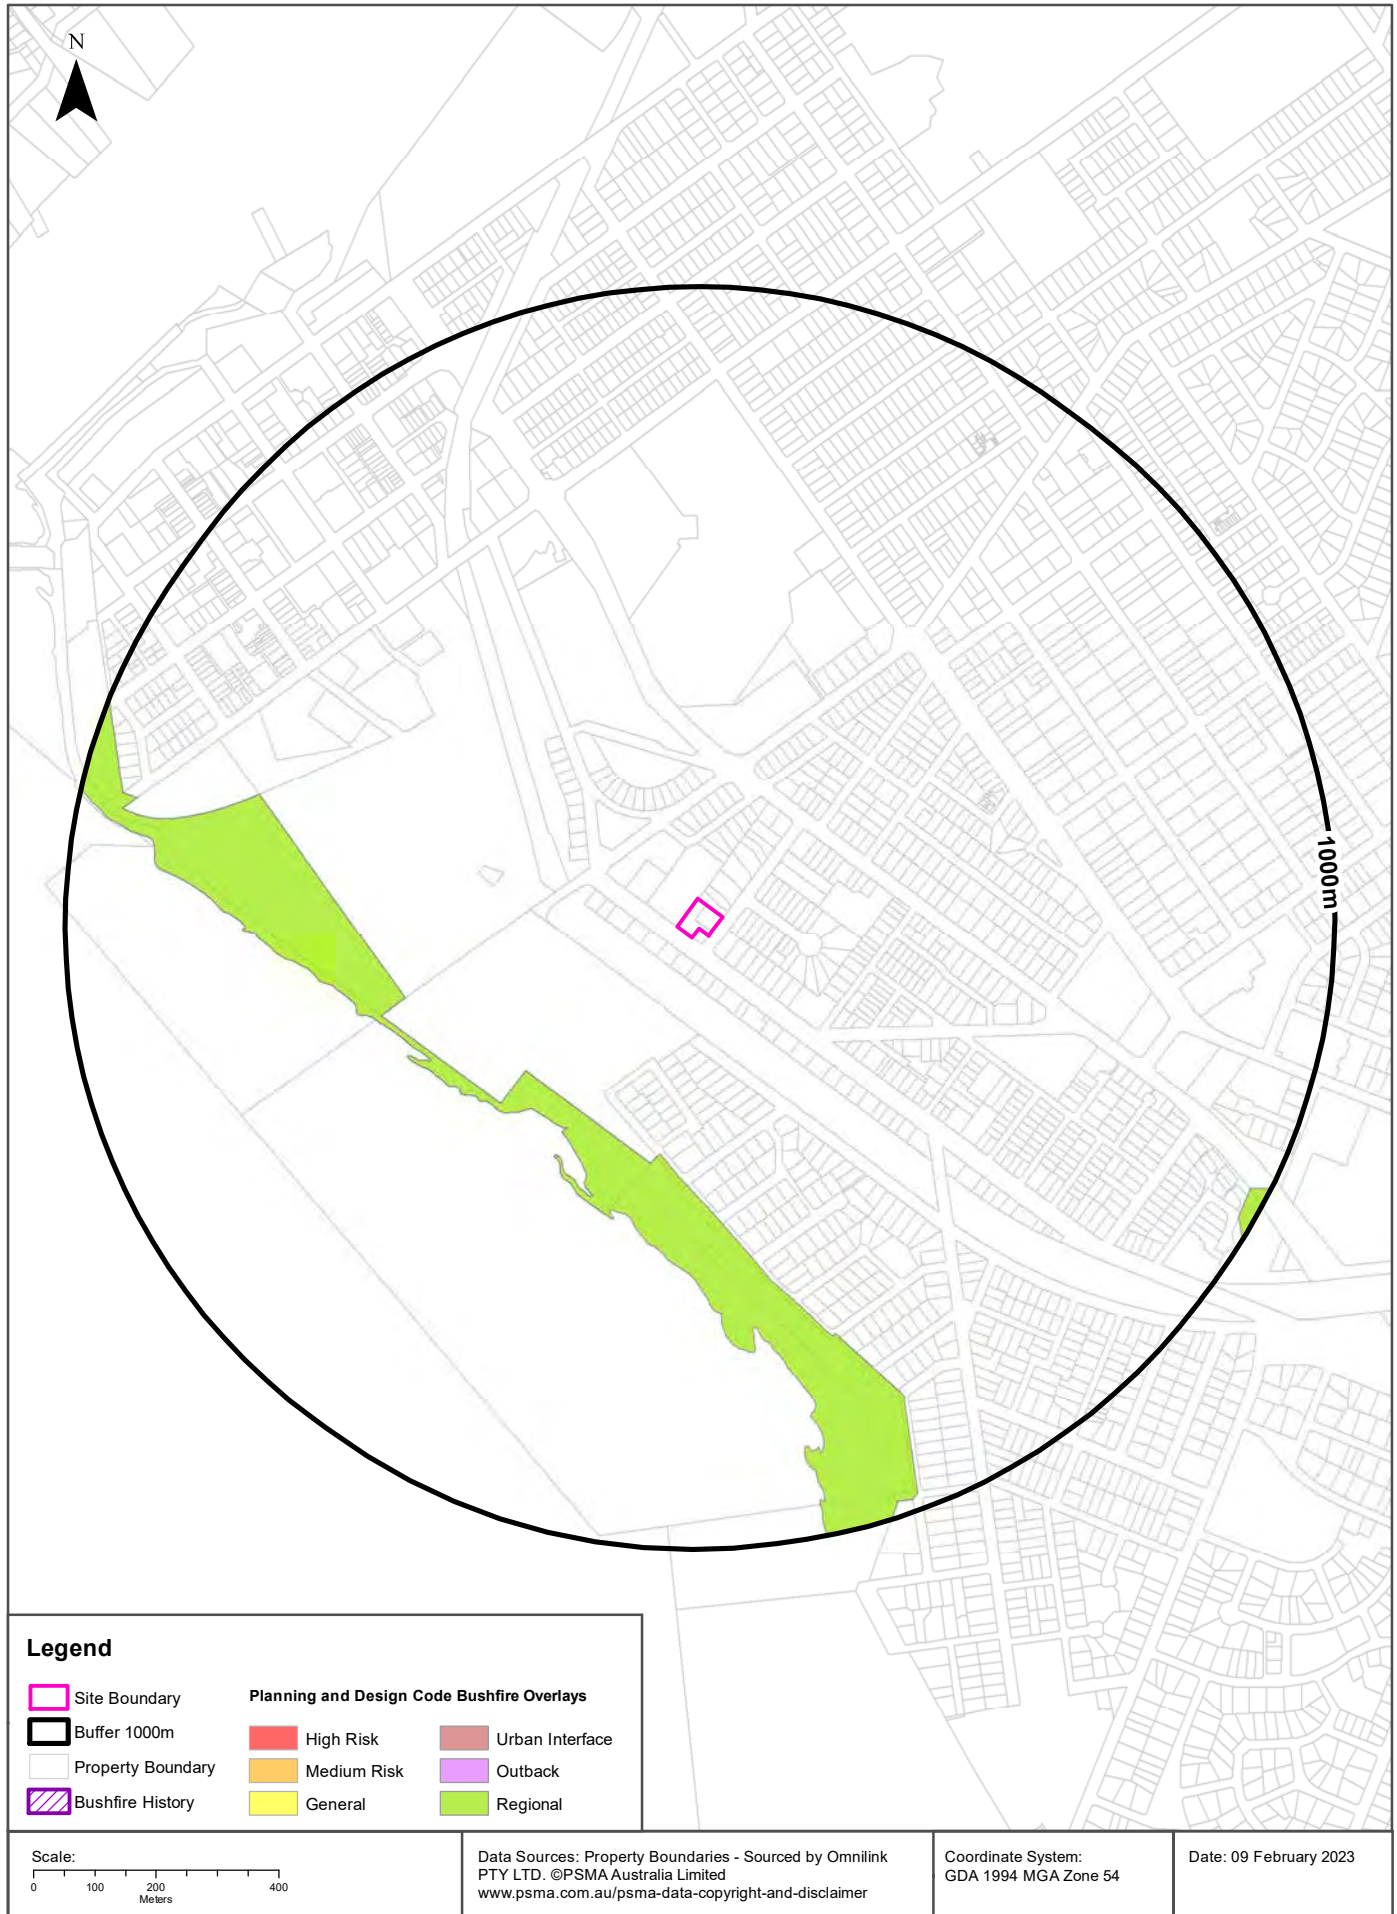 N
1000m
Legend
Site Boundary
Buffer 1000m
Property Boundary
Bushfire History
Planning and Design Code Bushfire Overlays
High Risk
Medium Risk
General
Urban Interface
Outback
Regional
Scale:
0 100 200 400
Meters
Data Sources: Property Boundaries - Sourced by Omnilink
PTY LTD. ©PSMA Australia Limited
www.psma.com.au/psma-data-copyright-and-disclaimer
Coordinate System:
GDA 1994 MGA Zone 54
Date: 09 February 2023